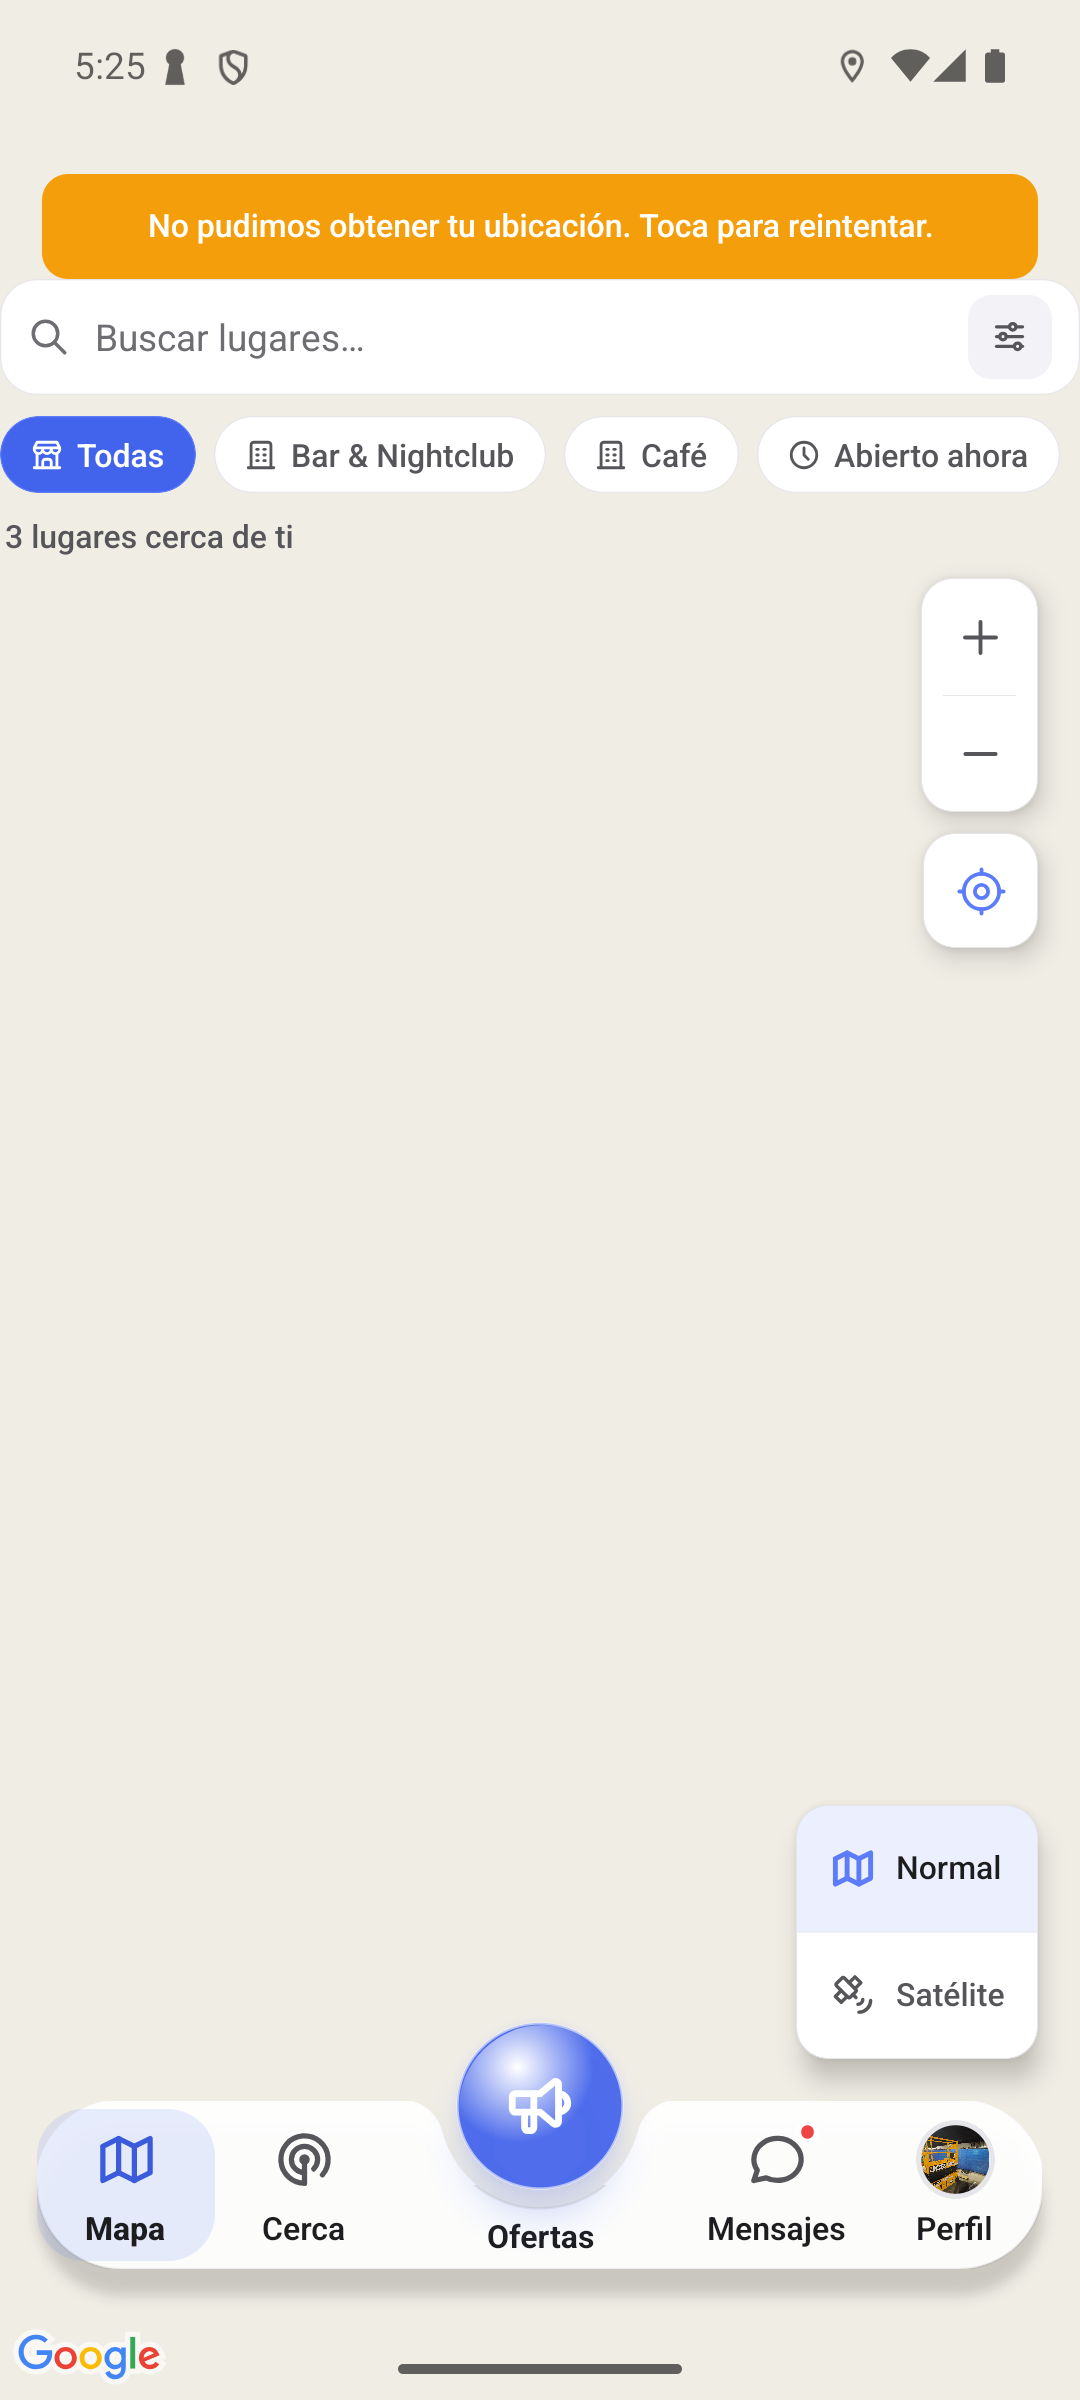 5:25
No pudimos obtener tu ubicación. Toca para reintentar.
Buscar lugares...
Todas
Bar & Nightclub
Café
Abierto ahora
3 lugares cerca de ti
Normal
Satélite
Mapa
Cerca
Ofertas
Mensajes
Perfil
Google